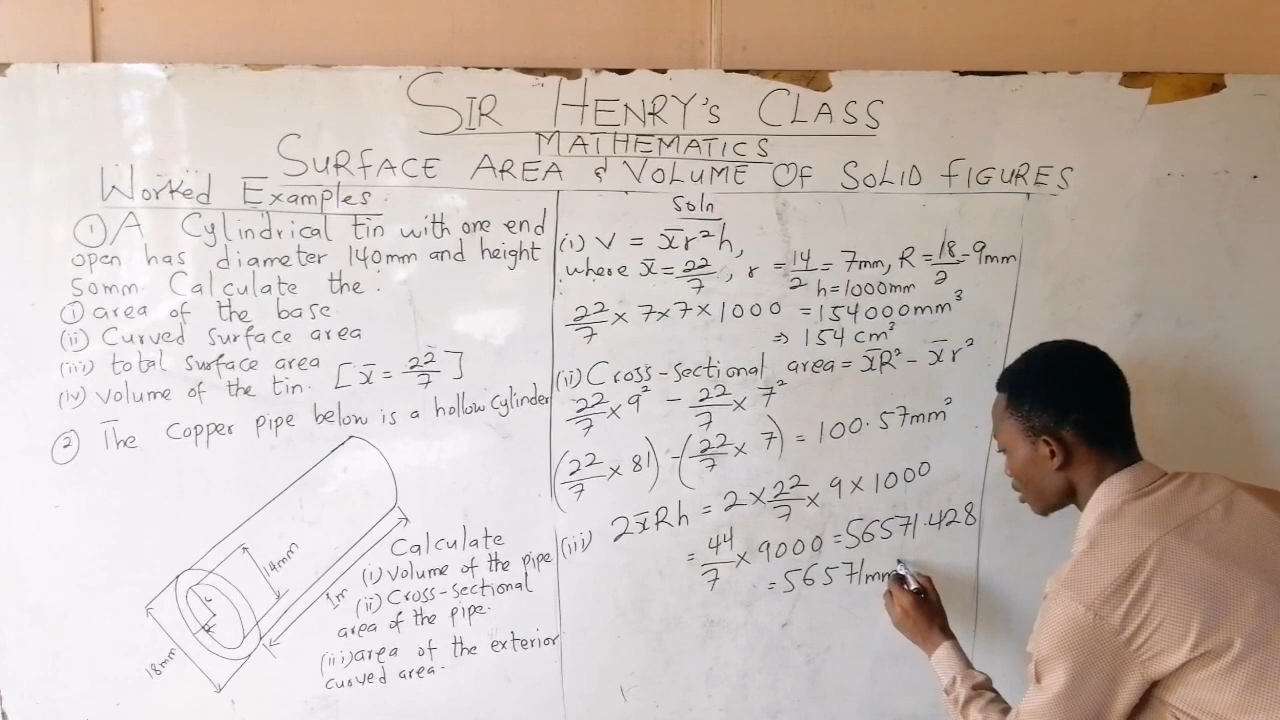 SIR HENRY's CLASS
MATHEMATICS
SURFACE AREA & VOLUME OF SOLID FIGURES
Worked Examples
① A Cylindrical tin with one end
open has diameter 140mm and height
50mm. Calculate the:
① area of the base
(ii) Curved surface area
(iii) total surface area
(iv) Volume of the tin. [π = 22/7]
② The Copper pipe below is a hollow cylinder
14mm
1m
18mm
r
R
Calculate
(i) Volume of the pipe
(ii) Cross-Sectional
area of the pipe.
(iii) area of the exterior
curved area.
Soln
(i) V = πr²h,
where π = 22/7, r = 14/2 = 7mm, R = 18/2 = 9mm
h = 1000mm
22/7 × 7 × 7 × 1000 = 154000mm³
⇒ 154 cm³
(ii) Cross-Sectional area = πR² - πr²
22/7 × 9² - 22/7 × 7²
(22/7 × 81) - (22/7 × 7) = 100.57mm²
(iii) 2πRh = 2 × 22/7 × 9 × 1000
= 44/7 × 9000 = 56571.428
= 56571mm